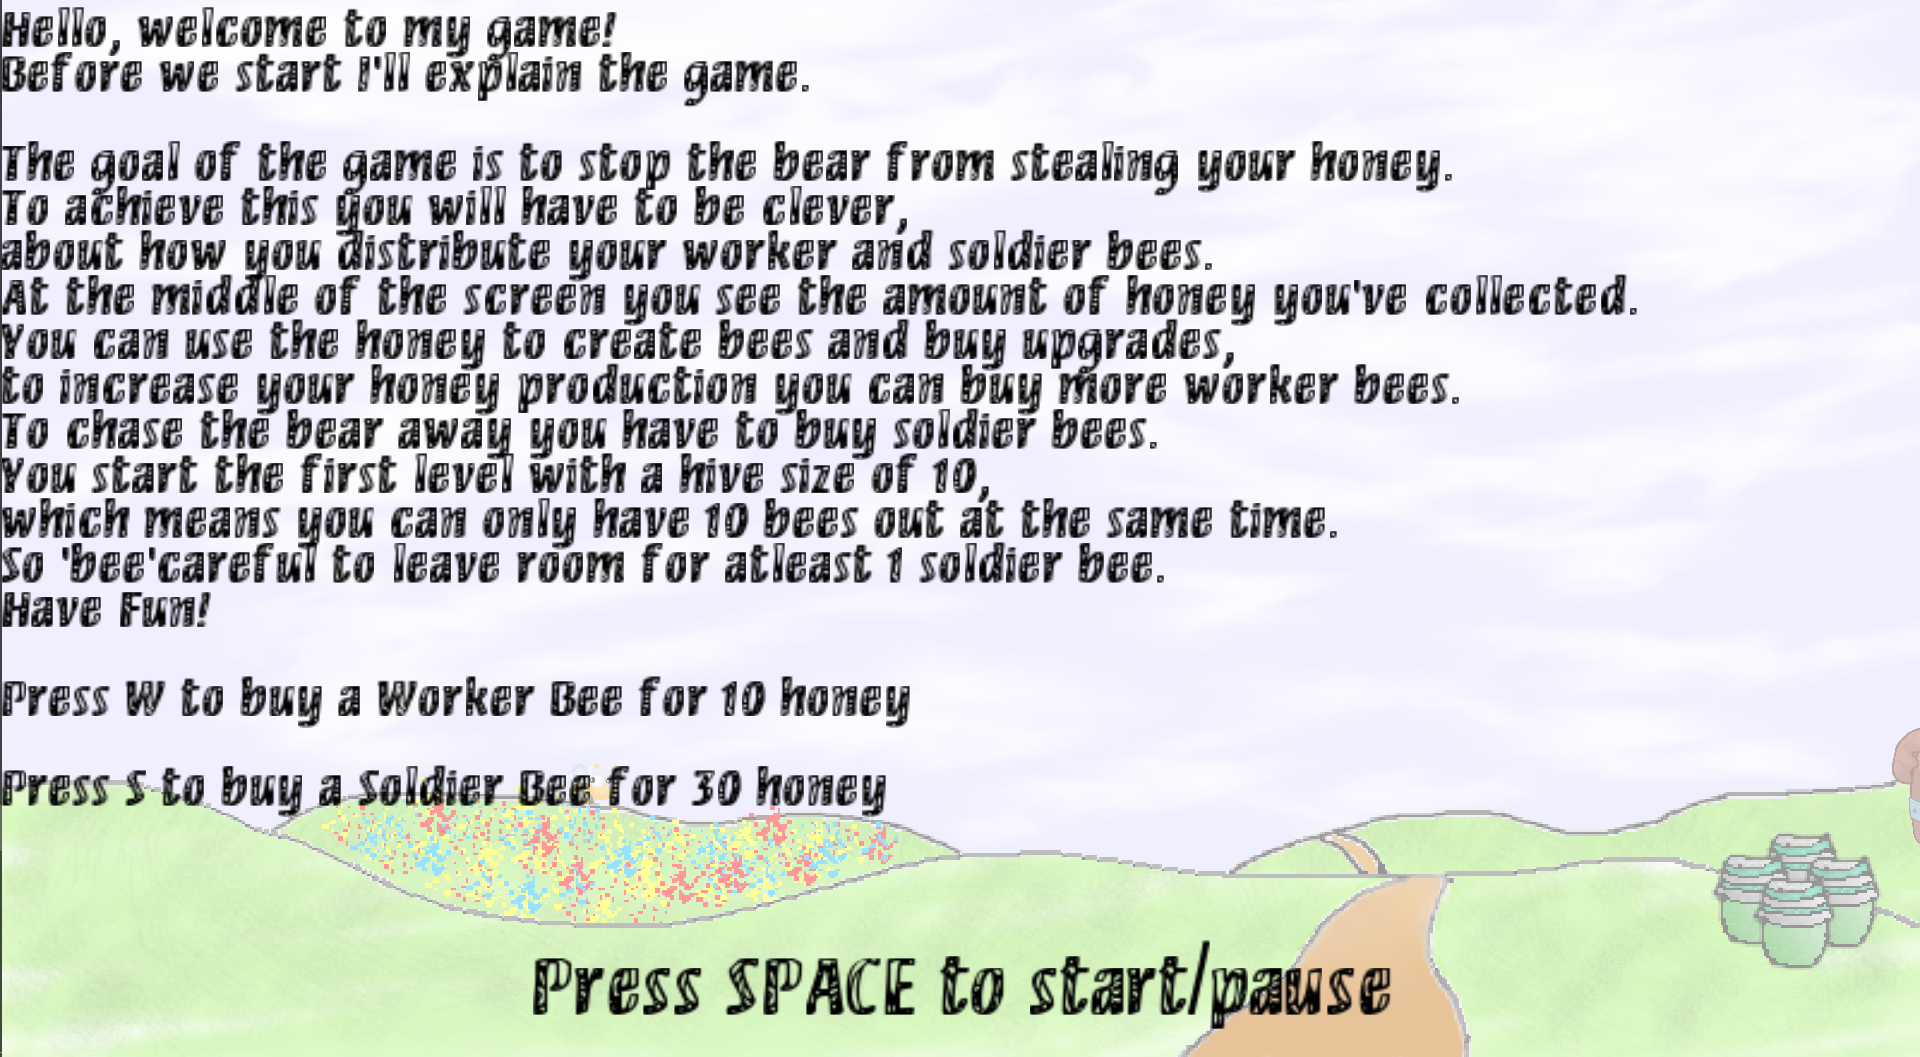 Hello, welcome to my game!
Before we start I'll explain the game.
The goal of the game is to stop the bear from stealing your honey.
To achieve this you will have to be clever,
about how you distribute your worker and soldier bees.
At the middle of the screen you see the amount of honey you've collected.
You can use the honey to create bees and buy upgrades,
to increase your honey production you can buy more worker bees.
To chase the bear away you have to buy soldier bees.
You start the first level with a hive size of 10,
which means you can only have 10 bees out at the same time.
So 'bee'careful to leave room for atleast 1 soldier bee.
Have Fun!
Press W to buy a Worker Bee for 10 honey
Press S to buy a Soldier Bee for 30 honey
Press SPACE to start/pause